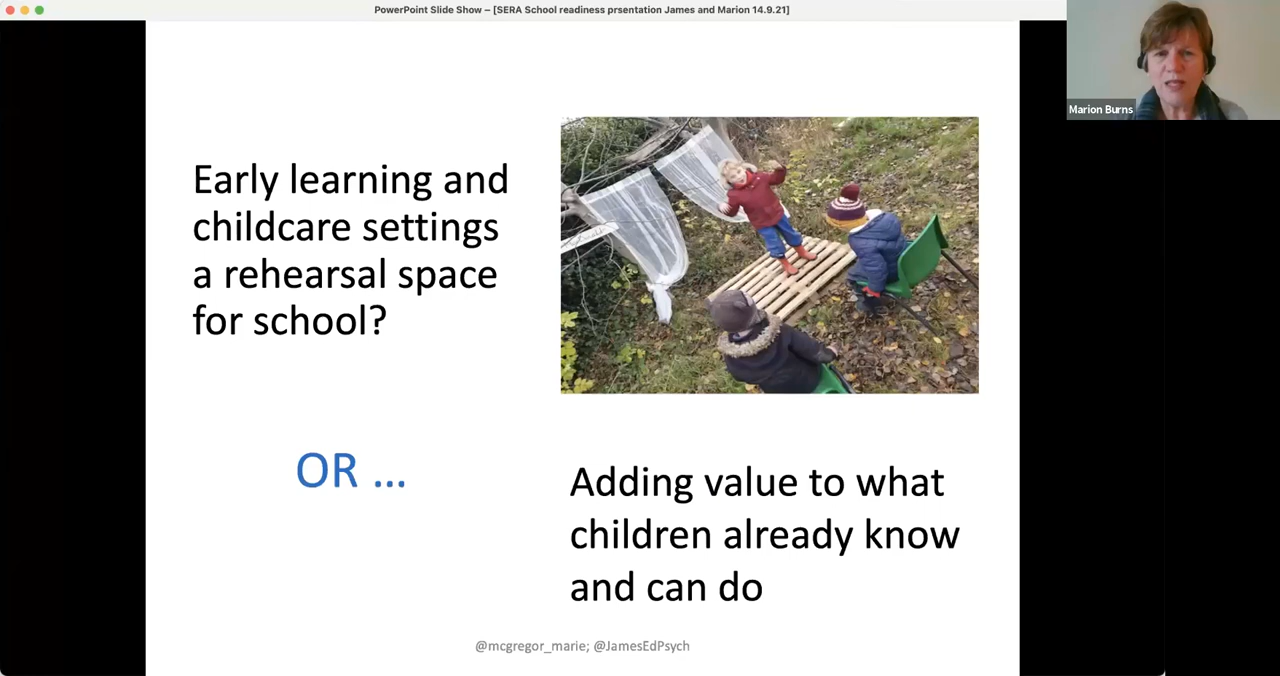 PowerPoint Slide Show – [SERA School readiness prsentation James and Marion 14.9.21]
Marion Burns
Early learning and
childcare settings
a rehearsal space
for school?
OR ...
Adding value to what
children already know
and can do
@mcgregor_marie; @JamesEdPsych